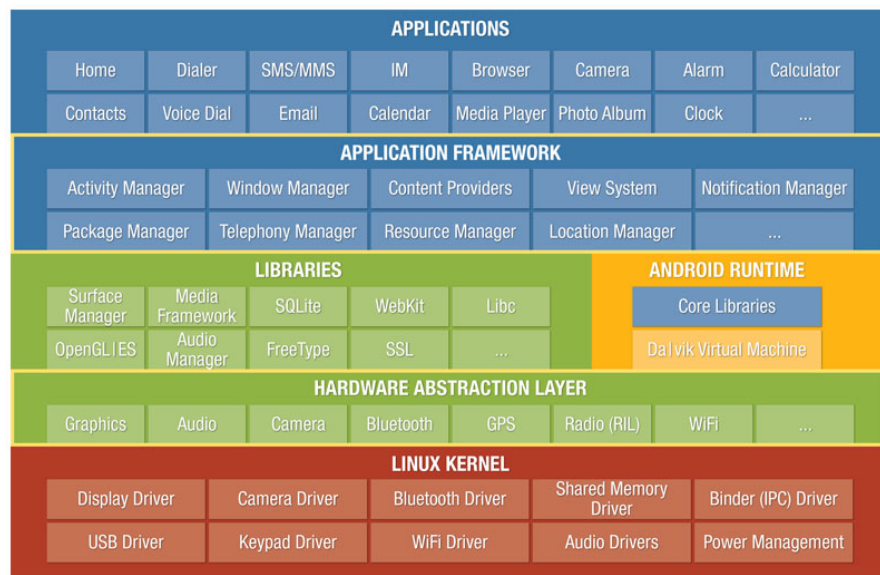 APPLICATIONS
Home Dialer SMS/MMS IM Browser Camera Alarm Calculator
Contacts Voice Dial Email Calendar Media Player Photo Album Clock ...
APPLICATION FRAMEWORK
Activity Manager Window Manager Content Providers View System Notification Manager
Package Manager Telephony Manager Resource Manager Location Manager ...
LIBRARIES
Surface Manager Media Framework SQLite WebKit Libc
OpenGL|ES Audio Manager FreeType SSL ...
ANDROID RUNTIME
Core Libraries
Da|vik Virtual Machine
HARDWARE ABSTRACTION LAYER
Graphics Audio Camera Bluetooth GPS Radio (RIL) WiFi ...
LINUX KERNEL
Display Driver Camera Driver Bluetooth Driver Shared Memory Driver Binder (IPC) Driver
USB Driver Keypad Driver WiFi Driver Audio Drivers Power Management